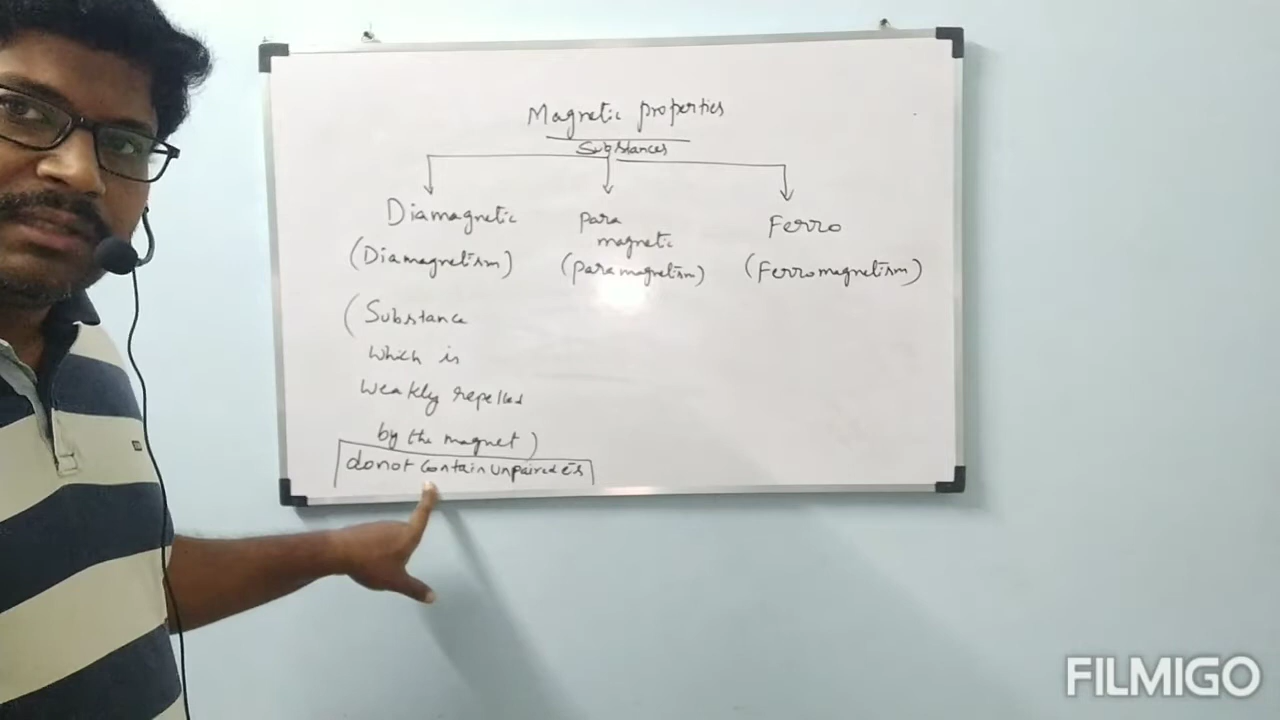 Magnetic properties
Substances
Diamagnetic
(Diamagnetism)
Para
magnetic
(paramagnetism)
Ferro
(Ferromagnetism)
(Substance
which is
weakly repelled
by the magnet)
donot contain unpaired e⁻s
FILMIGO